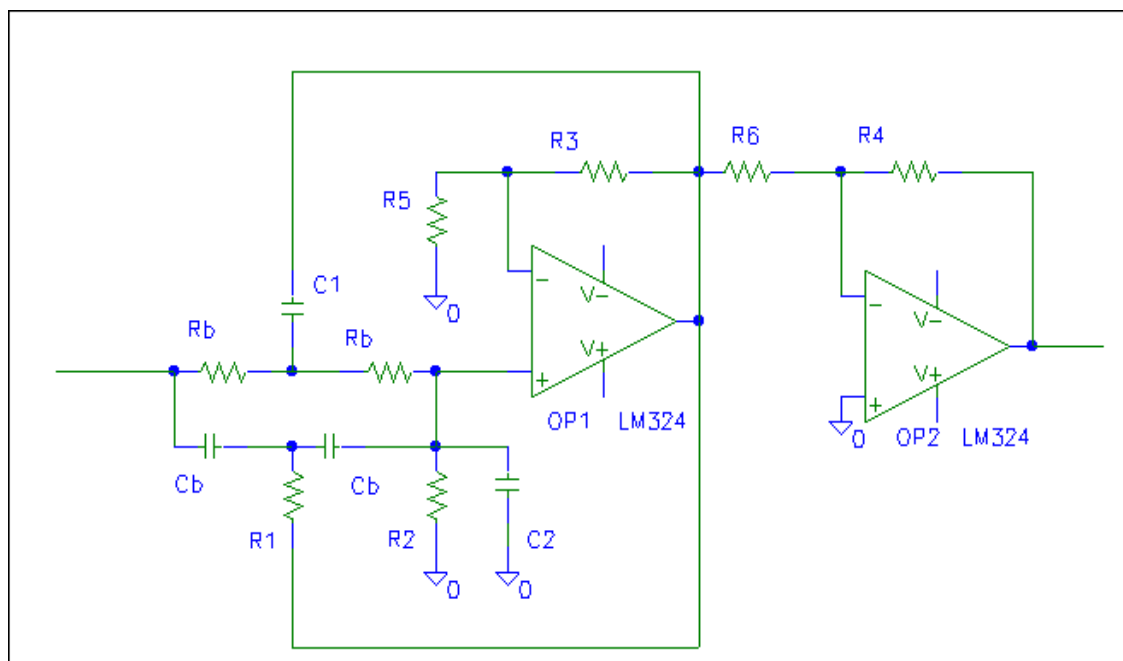 R3
R6
R4
R5
C1
0
Rb
Rb
-
V-
V+
+
OP1 LM324
-
V-
V+
+
0
OP2 LM324
Cb
Cb
R1
R2
C2
0
0